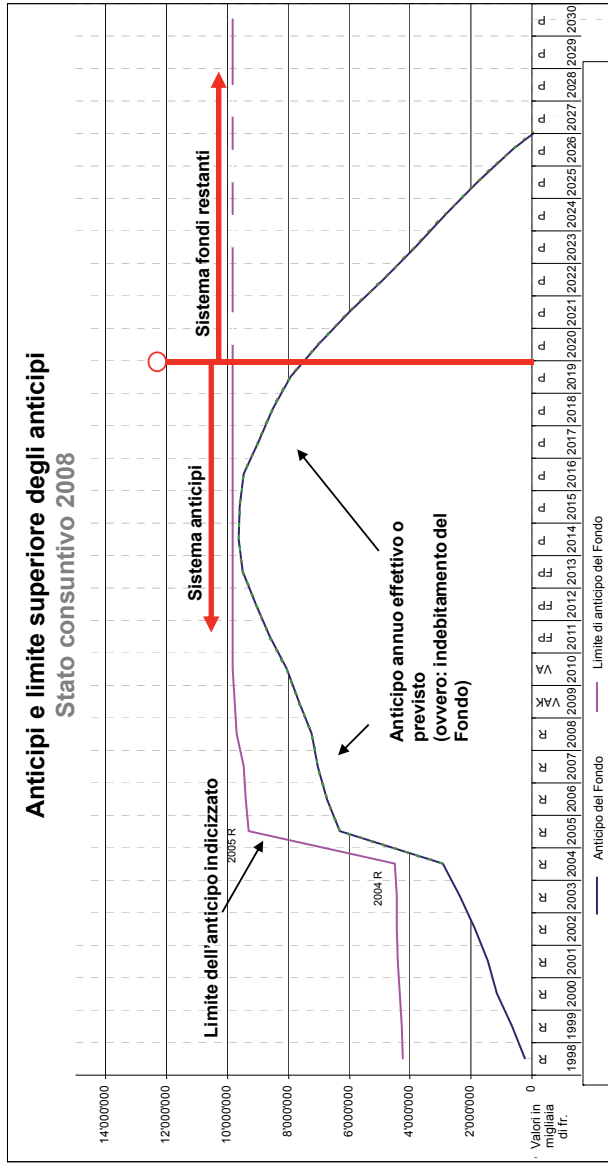 Anticipi e limite superiore degli anticipi
Stato consuntivo 2008
14'000'000
12'000'000
10'000'000
8'000'000
6'000'000
4'000'000
2'000'000
0
Sistema anticipi
Sistema fondi restanti
Limite dell'anticipo indicizzato
2005 R
2004 R
Anticipo annuo effettivo o
previsto
(ovvero: indebitamento del
Fondo)
Valori in
migliaia
di fr.
R R R R R R R R R R R VAK VA FP FP FP P P P P P P P P P P P P P P P P P
1998 1999 2000 2001 2002 2003 2004 2005 2006 2007 2008 2009 2010 2011 2012 2013 2014 2015 2016 2017 2018 2019 2020 2021 2022 2023 2024 2025 2026 2027 2028 2029 2030
Anticipo del Fondo
Limite di anticipo del Fondo